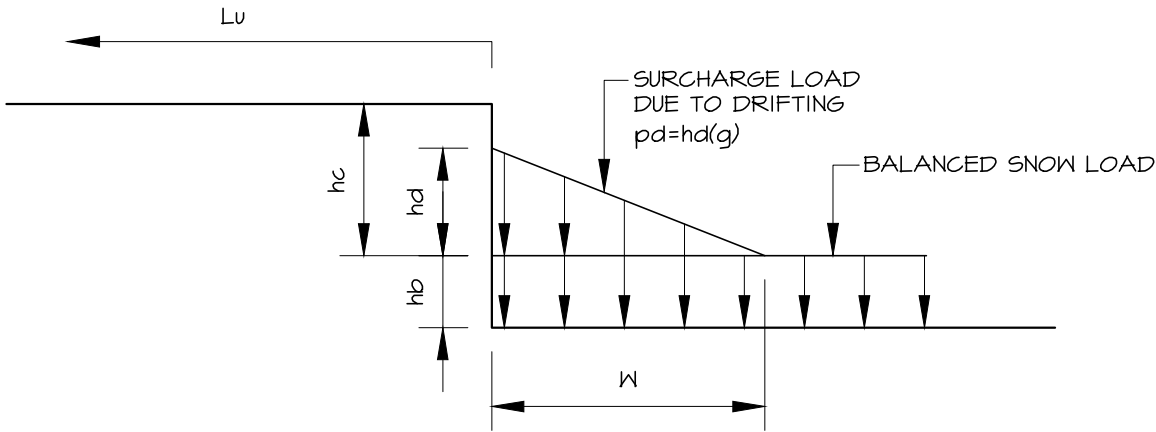 Lu
SURCHARGE LOAD
DUE TO DRIFTING
pd=hd(g)
BALANCED SNOW LOAD
hc
hd
hb
W